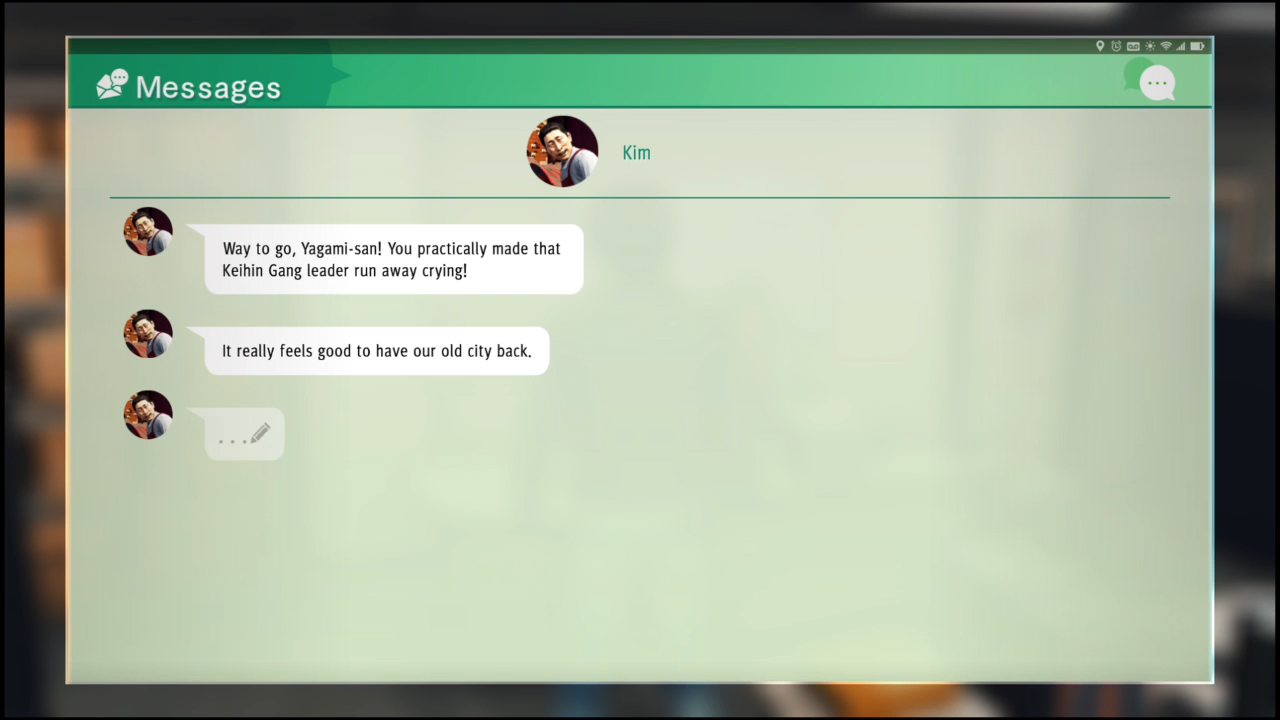 Messages
Kim
Way to go, Yagami-san! You practically made that
Keihin Gang leader run away crying!
It really feels good to have our old city back.
...